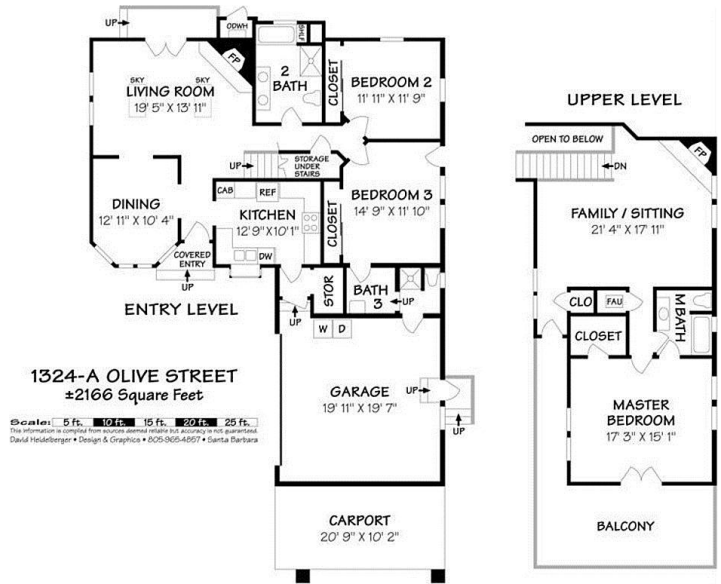 UP
ODWH
SHLF
FP
2
BATH
CLOSET
BEDROOM 2
11' 11" X 11' 9"
SKY
SKY
LIVING ROOM
19' 5" X 13' 11"
UP
STORAGE
UNDER
STAIRS
DINING
12' 11" X 10' 4"
CAB
REF
KITCHEN
12' 9" X 10' 1"
DW
CLOSET
BEDROOM 3
14' 9" X 11' 10"
COVERED
ENTRY
UP
UP
STOR
BATH
3
UP
ENTRY LEVEL
W
D
GARAGE
19' 11" X 19' 7"
UP
UP
CARPORT
20' 9" X 10' 2"
1324-A OLIVE STREET
±2166 Square Feet
Scale: 5 ft. 10 ft. 15 ft. 20 ft. 25 ft.
This information is compiled from sources deemed reliable but accuracy is not guaranteed.
David Heidelberger • Design & Graphics • 805-965-4857 • Santa Barbara
UPPER LEVEL
OPEN TO BELOW
DN
FP
FAMILY / SITTING
21' 4" X 17' 11"
CLO
FAU
M BATH
CLOSET
MASTER
BEDROOM
17' 3" X 15' 1"
BALCONY